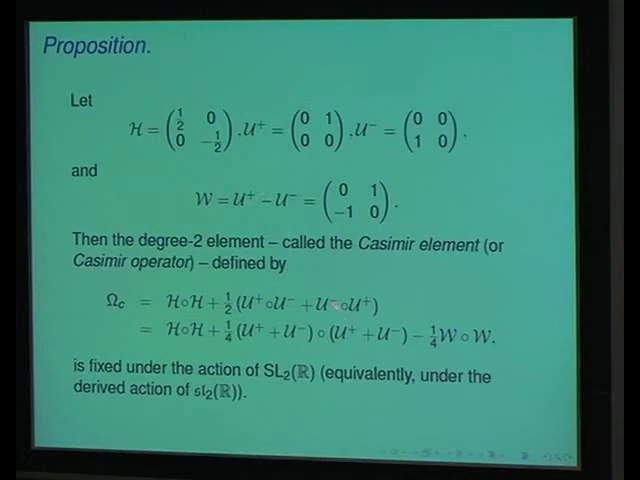 Proposition.
Let
ℋ = ( 1/2 0 ; 0 −1/2 ) . 𝒰⁺ = ( 0 1 ; 0 0 ) . 𝒰⁻ = ( 0 0 ; 1 0 ) .
and
𝒲 = 𝒰⁺ − 𝒰⁻ = ( 0 1 ; −1 0 ) .
Then the degree-2 element – called the Casimir element (or
Casimir operator) – defined by
Ω_c = ℋ∘ℋ + 1/2 (𝒰⁺∘𝒰⁻ + 𝒰⁻∘𝒰⁺)
= ℋ∘ℋ + 1/4 (𝒰⁺ + 𝒰⁻) ∘ (𝒰⁺ + 𝒰⁻) − 1/4 𝒲 ∘ 𝒲.
is fixed under the action of SL₂(ℝ) (equivalently, under the
derived action of 𝔰𝔩₂(ℝ)).